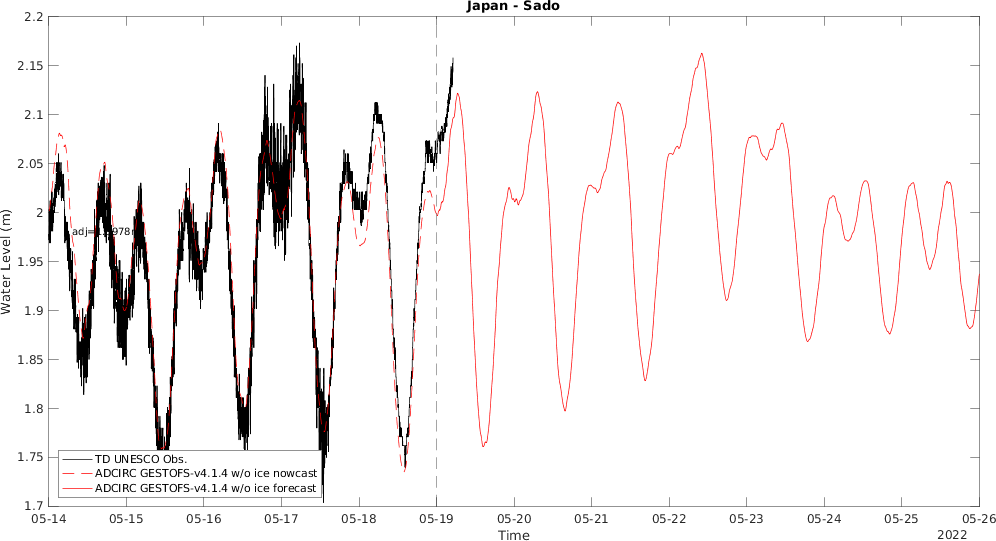 Japan - Sado
2.2
2.15
2.1
2.05
2
1.95
1.9
1.85
1.8
1.75
1.7
Water Level (m)
TD UNESCO Obs.
ADCIRC GESTOFS-v4.1.4 w/o ice nowcast
ADCIRC GESTOFS-v4.1.4 w/o ice forecast
05-14 05-15 05-16 05-17 05-18 05-19 05-20 05-21 05-22 05-23 05-24 05-25 05-26
Time
2022